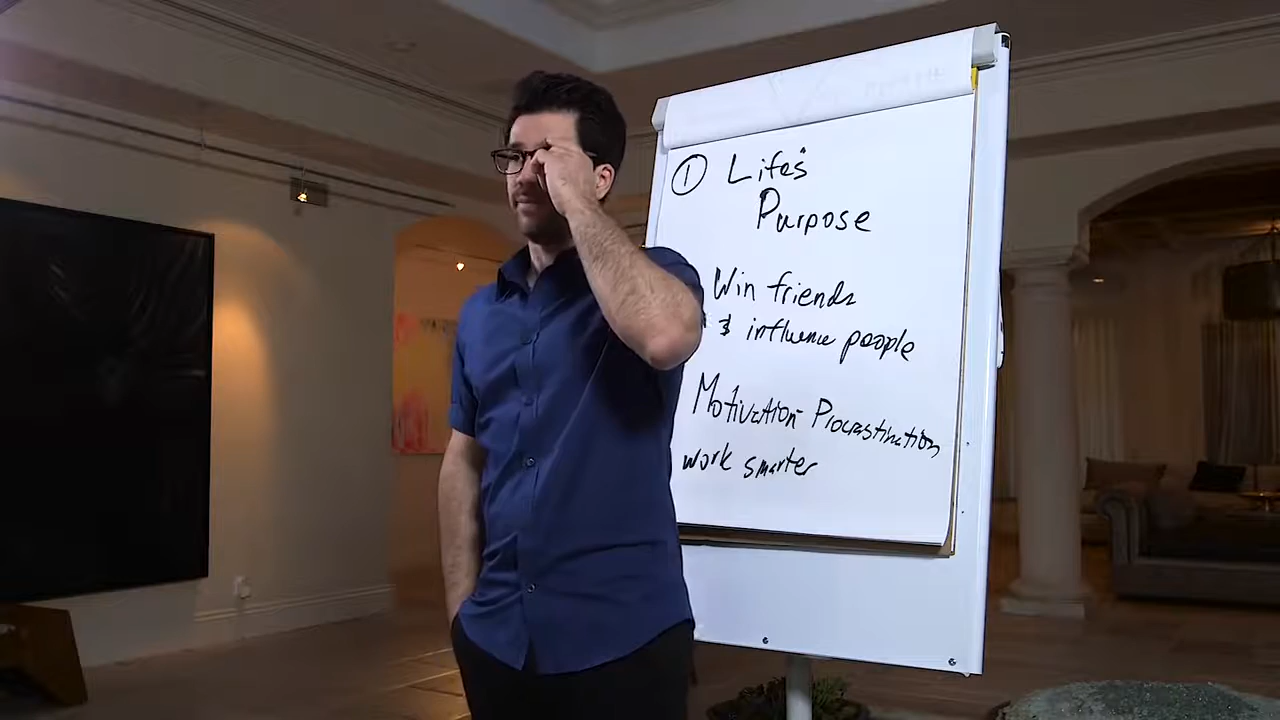 ① Life's
Purpose
Win friends
& influence people
Motivation Procrastination
work smarter